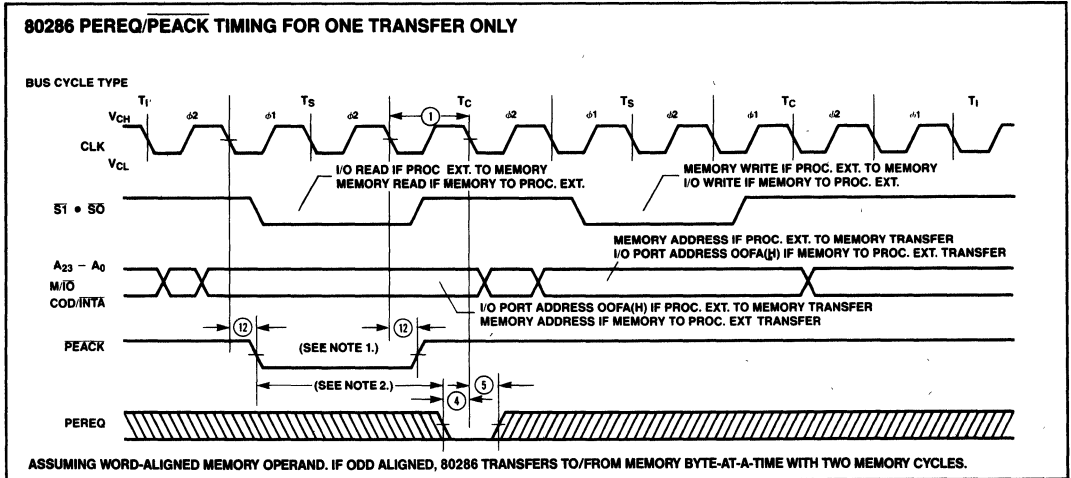 80286 PEREQ/PEACK TIMING FOR ONE TRANSFER ONLY
BUS CYCLE TYPE
TI TS TC TS TC TI
VCH ϕ2 ϕ1 ϕ2 1 ϕ2 ϕ1 ϕ2 ϕ1 ϕ2 ϕ1
CLK
VCL
I/O READ IF PROC EXT. TO MEMORY
MEMORY READ IF MEMORY TO PROC. EXT.
MEMORY WRITE IF PROC. EXT. TO MEMORY
I/O WRITE IF MEMORY TO PROC. EXT.
S1 • S0
MEMORY ADDRESS IF PROC. EXT. TO MEMORY TRANSFER
I/O PORT ADDRESS OOFA(H) IF MEMORY TO PROC. EXT. TRANSFER
A23 – A0
M/IO
COD/INTA
I/O PORT ADDRESS OOFA(H) IF PROC. EXT. TO MEMORY TRANSFER
MEMORY ADDRESS IF MEMORY TO PROC. EXT TRANSFER
12 12
PEACK
(SEE NOTE 1.)
(SEE NOTE 2.)
4 5
PEREQ
ASSUMING WORD-ALIGNED MEMORY OPERAND. IF ODD ALIGNED, 80286 TRANSFERS TO/FROM MEMORY BYTE-AT-A-TIME WITH TWO MEMORY CYCLES.